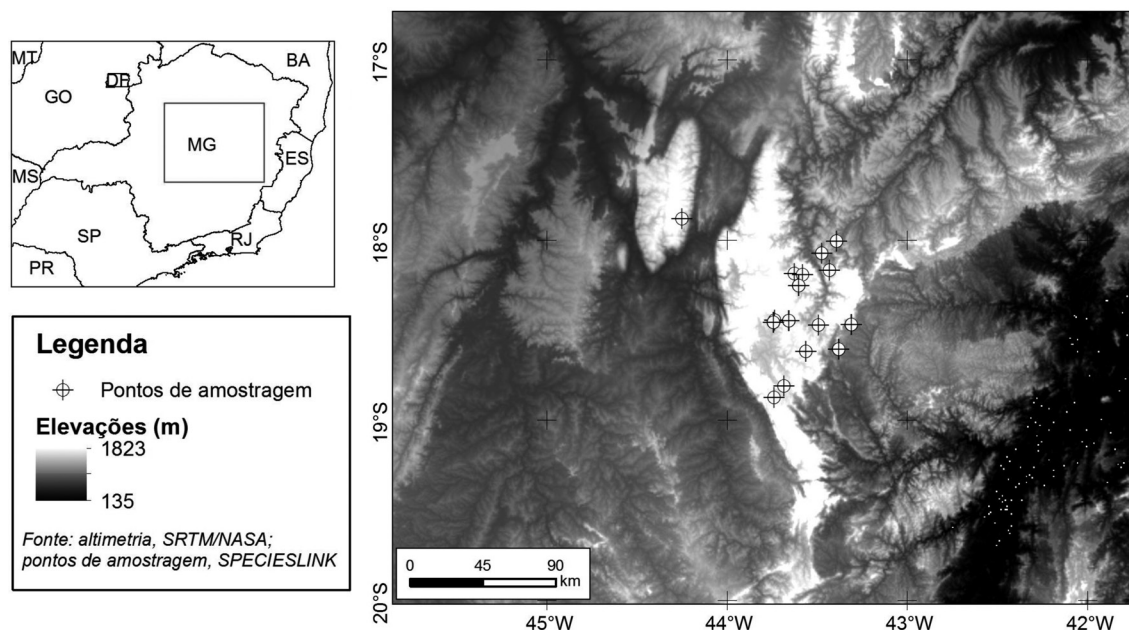 MT
BA
DF
GO
MG
ES
MS
SP
RJ
PR
Legenda
Pontos de amostragem
Elevações (m)
1823
135
Fonte: altimetria, SRTM/NASA;
pontos de amostragem, SPECIESLINK
17°S
18°S
19°S
20°S
0 45 90
km
45°W 44°W 43°W 42°W